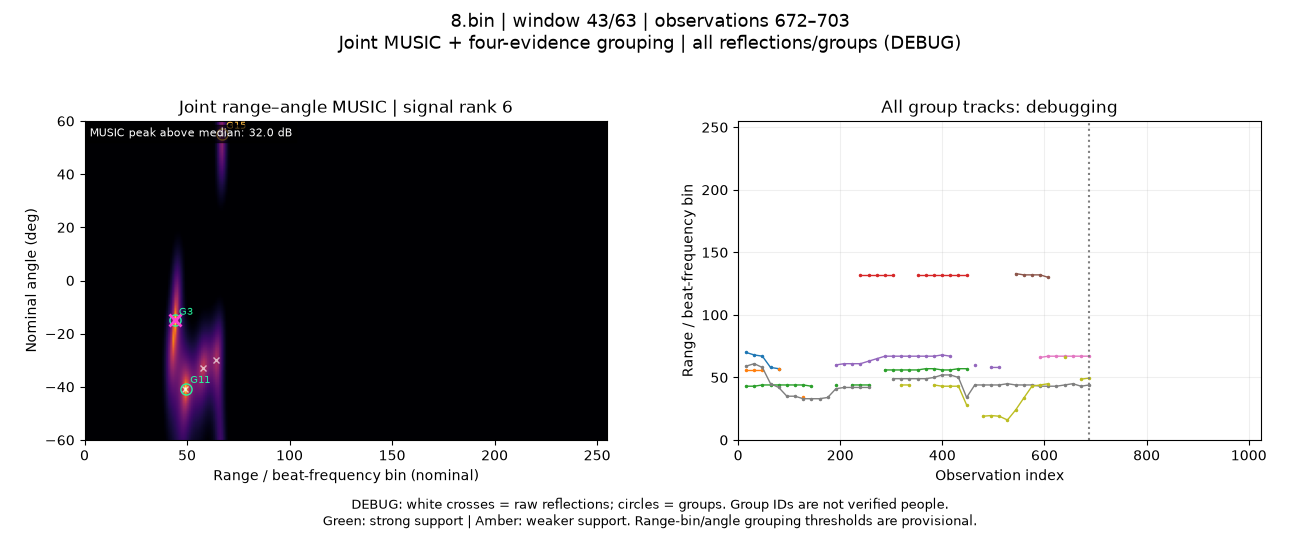 8.bin | window 43/63 | observations 672–703
Joint MUSIC + four-evidence grouping | all reflections/groups (DEBUG)
Joint range–angle MUSIC | signal rank 6
MUSIC peak above median: 32.0 dB
G3
G11
60
40
20
0
−20
−40
−60
0
50
100
150
200
250
Nominal angle (deg)
Range / beat-frequency bin (nominal)
All group tracks: debugging
250
200
150
100
50
0
0
200
400
600
800
1000
Range / beat-frequency bin
Observation index
DEBUG: white crosses = raw reflections; circles = groups. Group IDs are not verified people.
Green: strong support | Amber: weaker support. Range-bin/angle grouping thresholds are provisional.